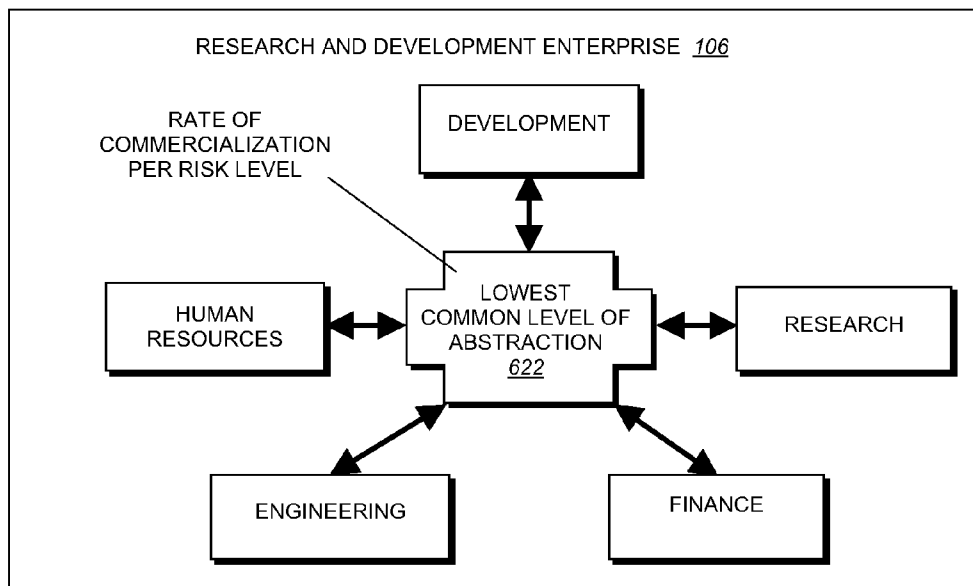 RESEARCH AND DEVELOPMENT ENTERPRISE 106
DEVELOPMENT
RATE OF
COMMERCIALIZATION
PER RISK LEVEL
LOWEST
COMMON LEVEL OF
ABSTRACTION
622
HUMAN
RESOURCES
RESEARCH
ENGINEERING
FINANCE